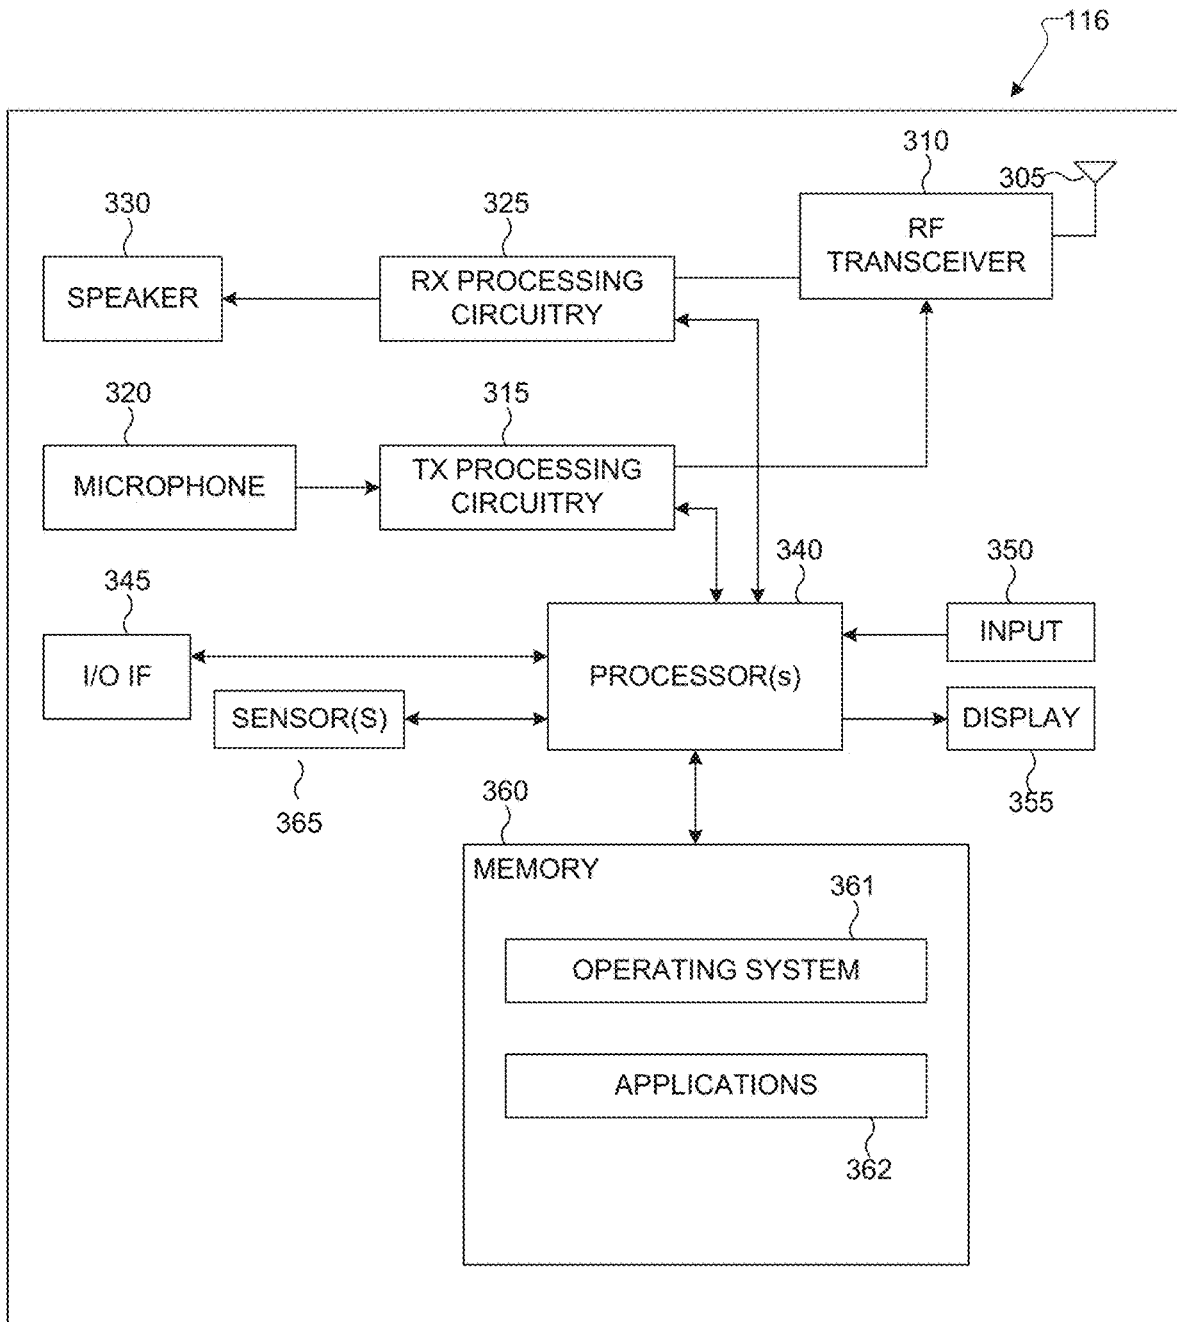 116
310
305
330
325
RF
TRANSCEIVER
SPEAKER
RX PROCESSING
CIRCUITRY
320
315
MICROPHONE
TX PROCESSING
CIRCUITRY
345
340
350
I/O IF
PROCESSOR(s)
INPUT
SENSOR(S)
DISPLAY
365
360
355
MEMORY
361
OPERATING SYSTEM
APPLICATIONS
362